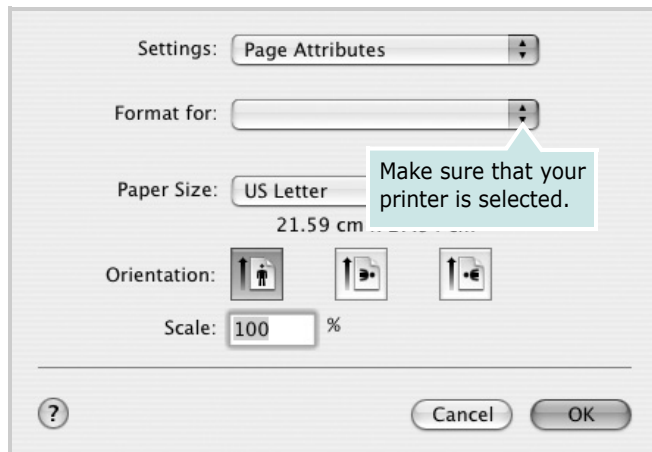 Settings: Page Attributes
Format for:
Make sure that your
printer is selected.
Paper Size: US Letter
21.59 cm
Orientation:
Scale: 100 %
? Cancel OK